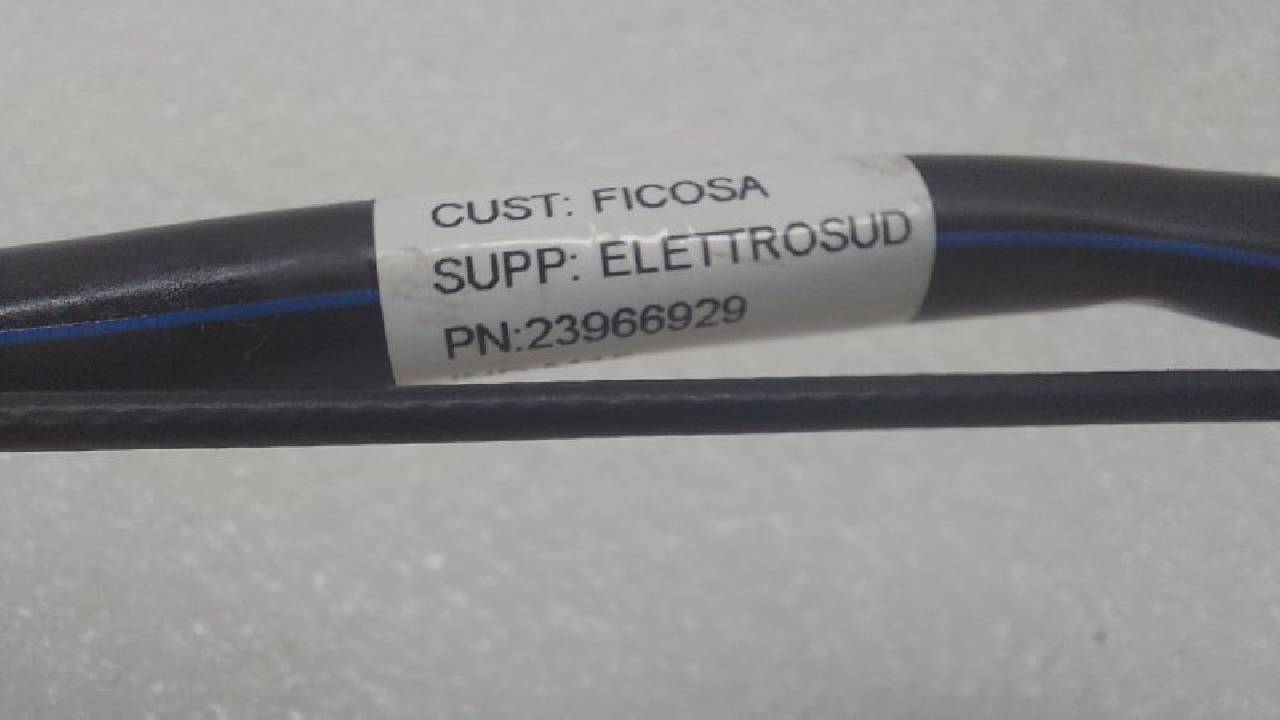 CUST: FICOSA
SUPP: ELETTROSUD
PN:23966929